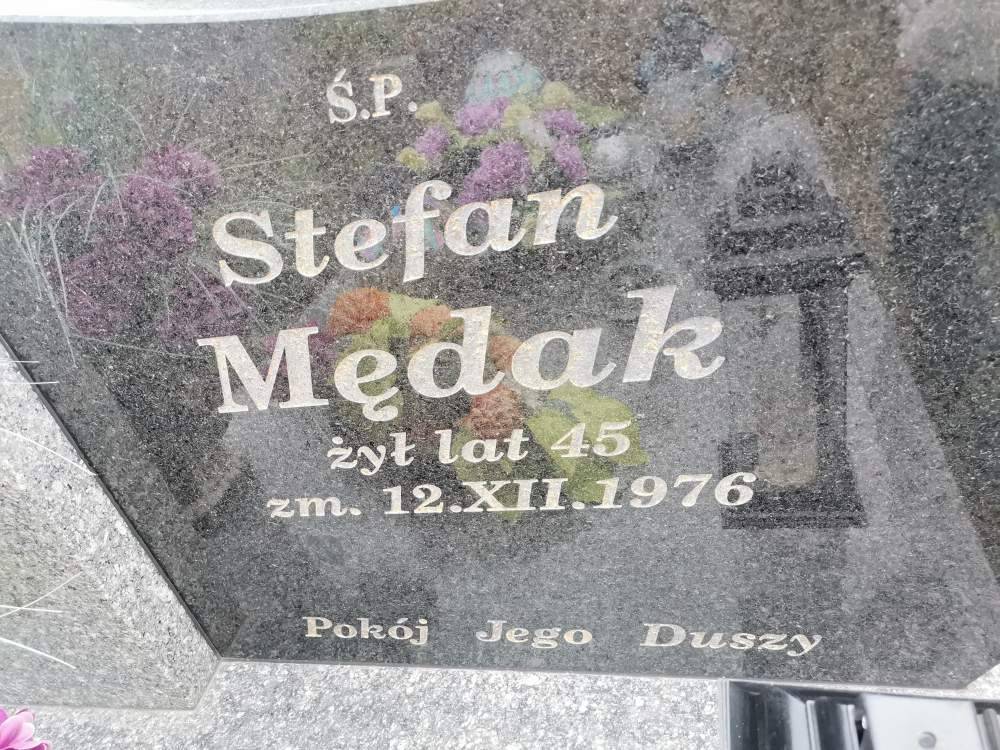 Ś.P.
Stefan
Mędak
żył lat 45
zm. 12.XII.1976
Pokój Jego Duszy